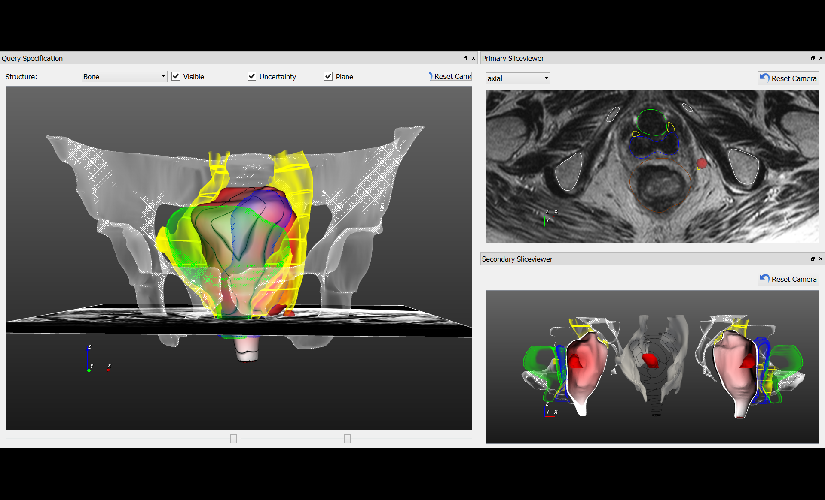 Query Specification
Structure: Bone Visible Uncertainty Plane Reset Cam
Primary Sliceviewer
axial Reset Camera
Secondary Sliceviewer
Reset Camera